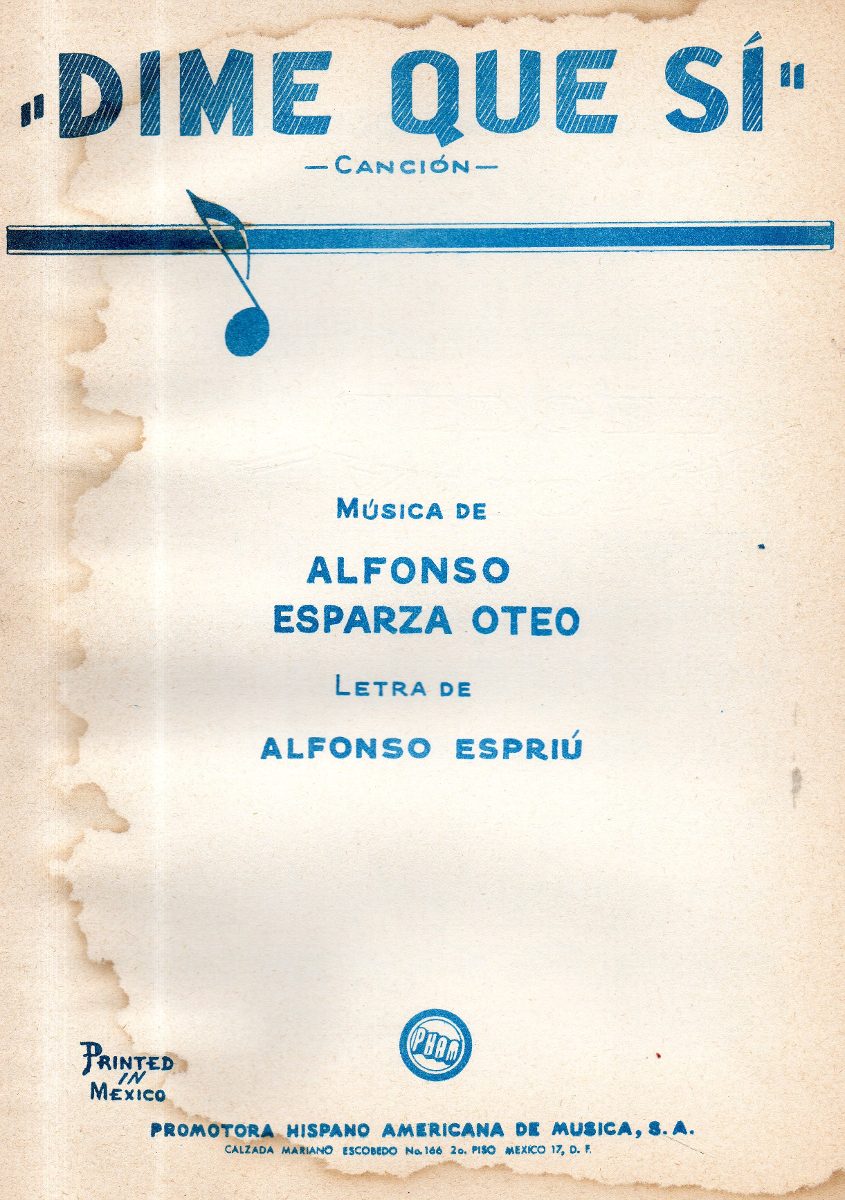 "DIME QUE SÍ"
—CANCIÓN—
MÚSICA DE
ALFONSO
ESPARZA OTEO
LETRA DE
ALFONSO ESPRIÚ
PHAM
PRINTED
IN
MEXICO
PROMOTORA HISPANO AMERICANA DE MUSICA, S. A.
CALZADA MARIANO ESCOBEDO No. 166 2o. PISO MEXICO 17, D. F.